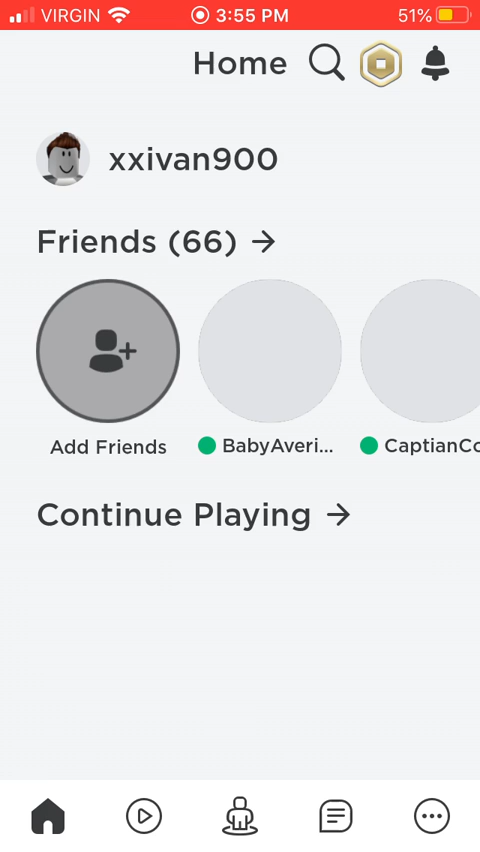 VIRGIN 3:55 PM 51%
Home
xxivan900
Friends (66)
Add Friends BabyAveri... CaptianCo
Continue Playing